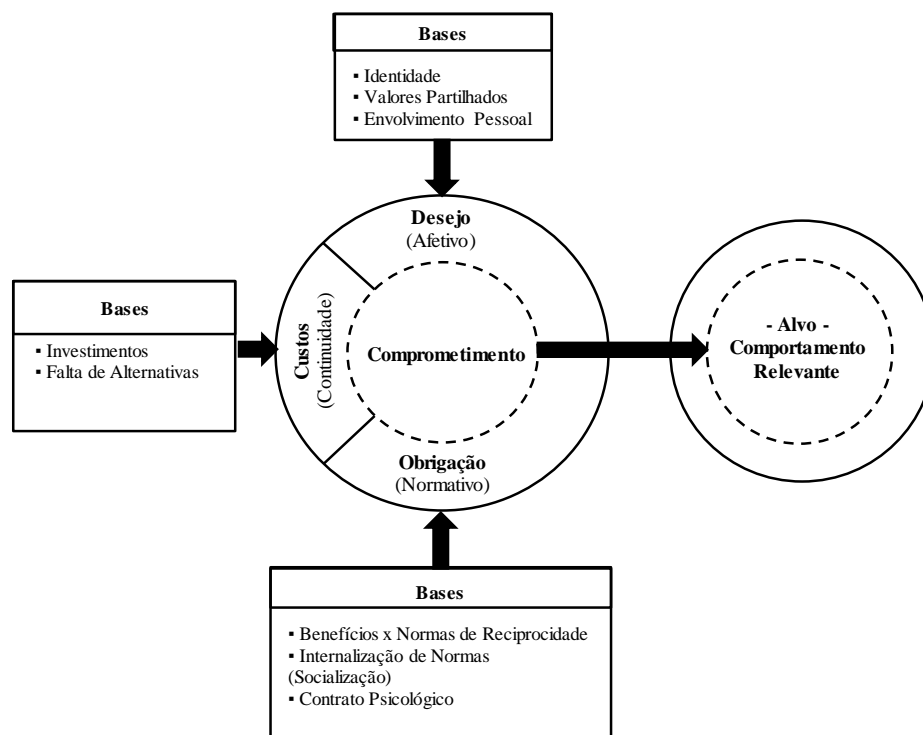 Bases
▪ Identidade
▪ Valores Partilhados
▪ Envolvimento Pessoal
Desejo
(Afetivo)
Bases
▪ Investimentos
▪ Falta de Alternativas
Custos
(Continuidade)
Comprometimento
- Alvo -
Comportamento
Relevante
Obrigação
(Normativo)
Bases
▪ Benefícios x Normas de Reciprocidade
▪ Internalização de Normas
(Socialização)
▪ Contrato Psicológico